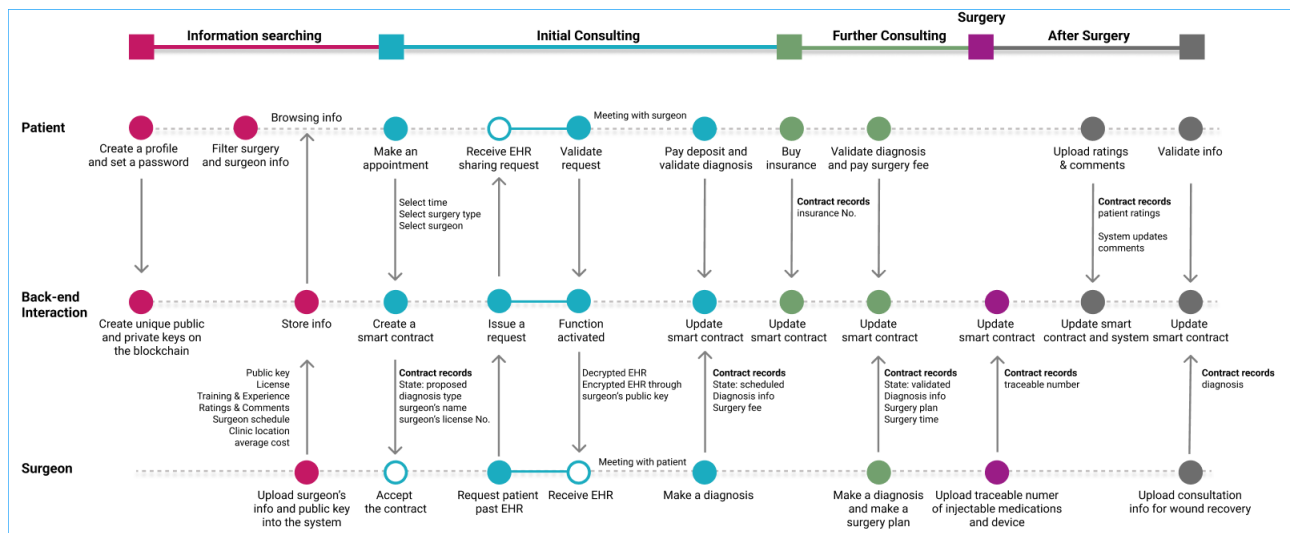 Surgery
Information searching
Initial Consulting
Further Consulting
After Surgery
Patient
Browsing info
Meeting with surgeon
Create a profile
and set a password
Filter surgery
and surgeon info
Make an
appointment
Receive EHR
sharing request
Validate
request
Pay deposit and
validate diagnosis
Buy
insurance
Validate diagnosis
and pay surgery fee
Upload ratings
& comments
Validate info
Select time
Select surgery type
Select surgeon
Contract records
insurance No.
Contract records
patient ratings
System updates
comments
Back-end
Interaction
Create unique public
and private keys on
the blockchain
Store info
Create a
smart contract
Issue a
request
Function
activated
Update
smart contract
Update
smart contract
Update
smart contract
Update
smart contract
Update smart
contract and system
Update
smart contract
Public key
License
Training & Experience
Ratings & Comments
Surgeon schedule
Clinic location
average cost
Contract records
State: proposed
diagnosis type
surgeon's name
surgeon's license No.
Decrypted EHR
Encrypted EHR through
surgeon's public key
Contract records
State: scheduled
Diagnosis info
Surgery fee
Contract records
State: validated
Diagnosis info
Surgery plan
Surgery time
Contract records
traceable number
Contract records
diagnosis
Surgeon
Meeting with patient
Upload surgeon's
info and public key
into the system
Accept
the contract
Request patient
past EHR
Receive EHR
Make a diagnosis
Make a diagnosis
and make a
surgery plan
Upload traceable numer
of injectable medications
and device
Upload consultation
info for wound recovery